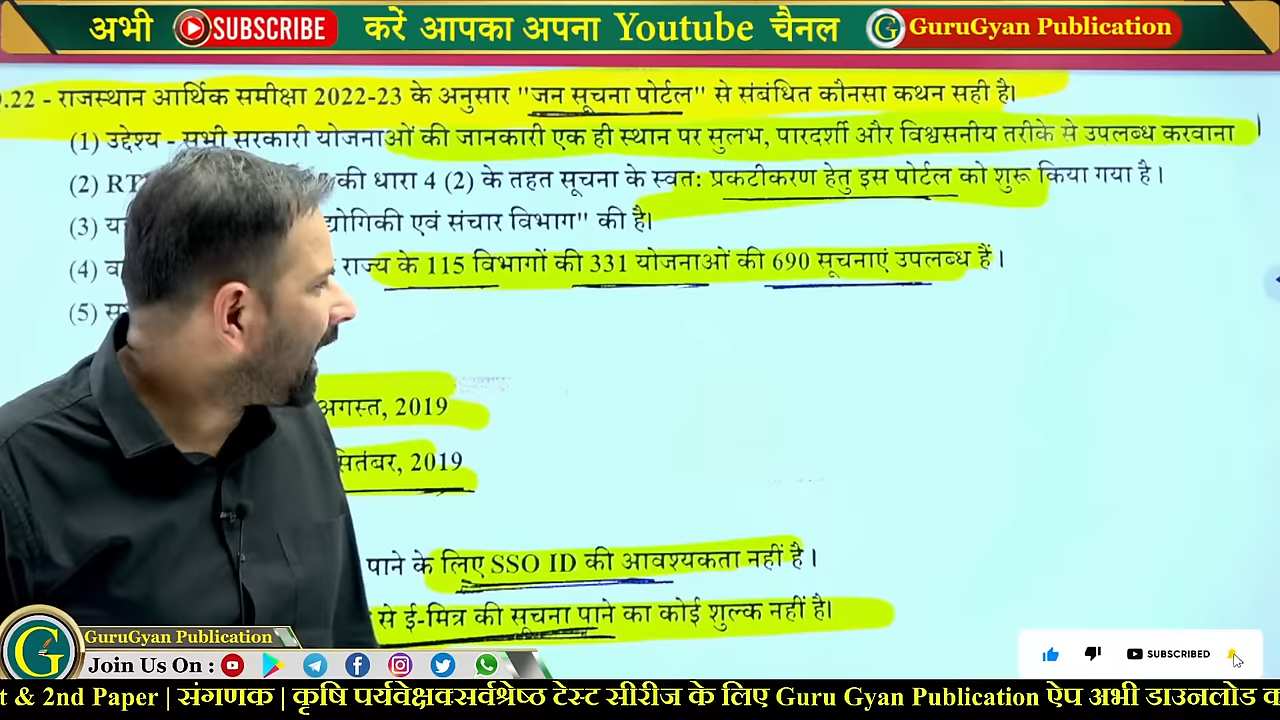 अभी SUBSCRIBE करें आपका अपना Youtube चैनल GuruGyan Publication
.22 - राजस्थान आर्थिक समीक्षा 2022-23 के अनुसार "जन सूचना पोर्टल" से संबंधित कौनसा कथन सही है।
(1) उद्देश्य - सभी सरकारी योजनाओं की जानकारी एक ही स्थान पर सुलभ, पारदर्शी और विश्वसनीय तरीके से उपलब्ध करवाना
(2) की धारा 4 (2) के तहत सूचना के स्वतः प्रकटीकरण हेतु इस पोर्टल को शुरू किया गया है।
(3) संचार विभाग" की है।
(4) राज्य के 115 विभागों की 331 योजनाओं की 690 सूचनाएं उपलब्ध हैं।
(5)
अगस्त, 2019
सितंबर, 2019
पाने के लिए SSO ID की आवश्यकता नहीं है।
से ई-मित्र की सूचना पाने का कोई शुल्क नहीं है।
GuruGyan Publication
Join Us On :
SUBSCRIBED
& 2nd Paper | संगणक | कृषि पर्यवेक्षक सर्वश्रेष्ठ टेस्ट सीरीज के लिए Guru Gyan Publication ऐप अभी डाउनलोड